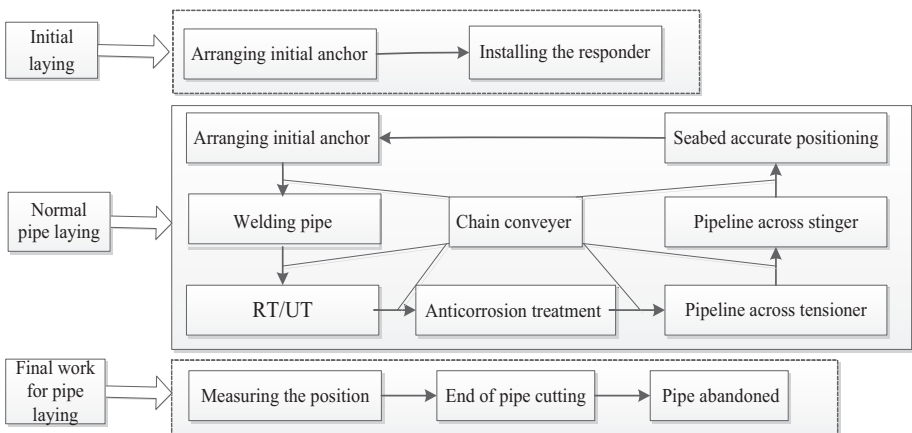 Initial
laying
Arranging initial anchor
Installing the responder
Normal
pipe laying
Arranging initial anchor
Seabed accurate positioning
Welding pipe
Chain conveyer
Pipeline across stinger
RT/UT
Anticorrosion treatment
Pipeline across tensioner
Final work
for pipe
laying
Measuring the position
End of pipe cutting
Pipe abandoned